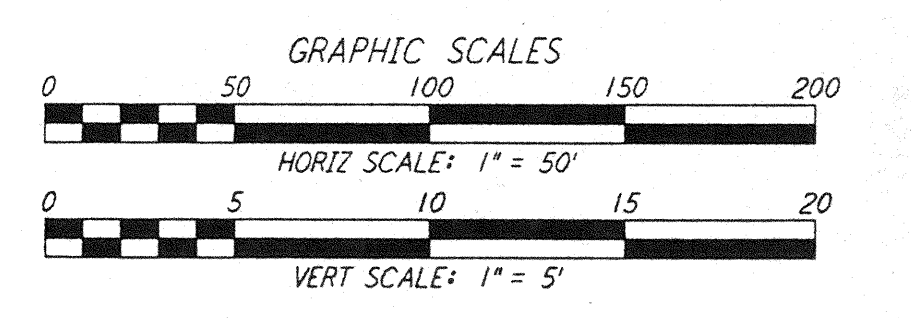 GRAPHIC SCALES
0 50 100 150 200
HORIZ SCALE: 1" = 50'
0 5 10 15 20
VERT SCALE: 1" = 5'